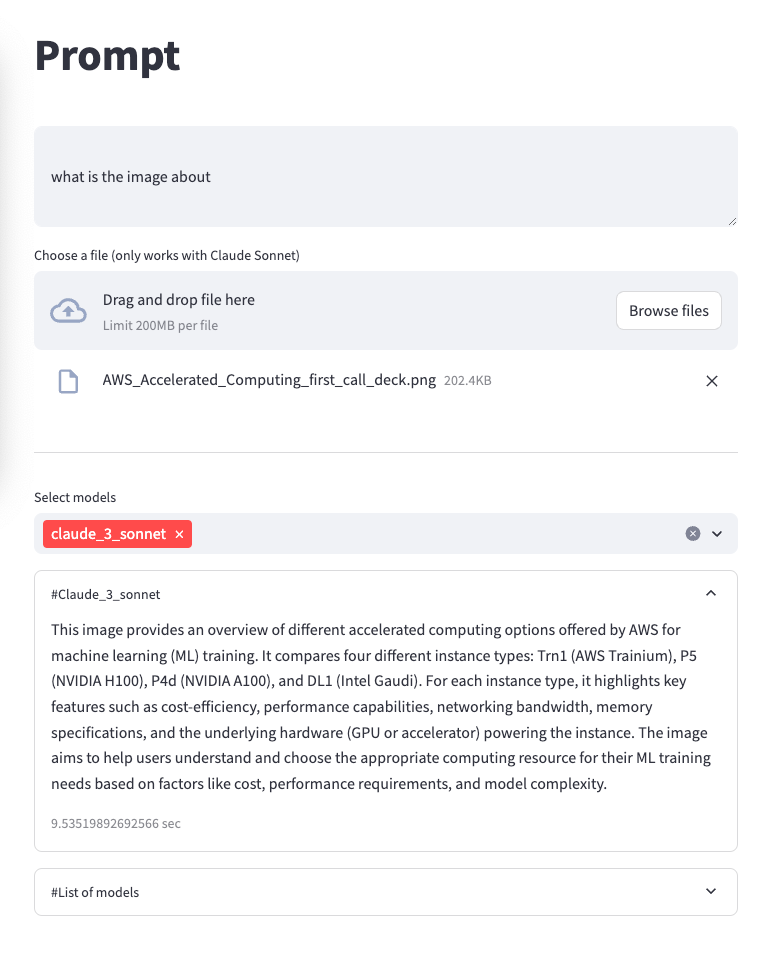 Prompt
what is the image about
Choose a file (only works with Claude Sonnet)
Drag and drop file here
Limit 200MB per file
Browse files
AWS_Accelerated_Computing_first_call_deck.png 202.4KB
Select models
claude_3_sonnet
#Claude_3_sonnet
This image provides an overview of different accelerated computing options offered by AWS for
machine learning (ML) training. It compares four different instance types: Trn1 (AWS Trainium), P5
(NVIDIA H100), P4d (NVIDIA A100), and DL1 (Intel Gaudi). For each instance type, it highlights key
features such as cost-efficiency, performance capabilities, networking bandwidth, memory
specifications, and the underlying hardware (GPU or accelerator) powering the instance. The image
aims to help users understand and choose the appropriate computing resource for their ML training
needs based on factors like cost, performance requirements, and model complexity.
9.53519892692566 sec
#List of models